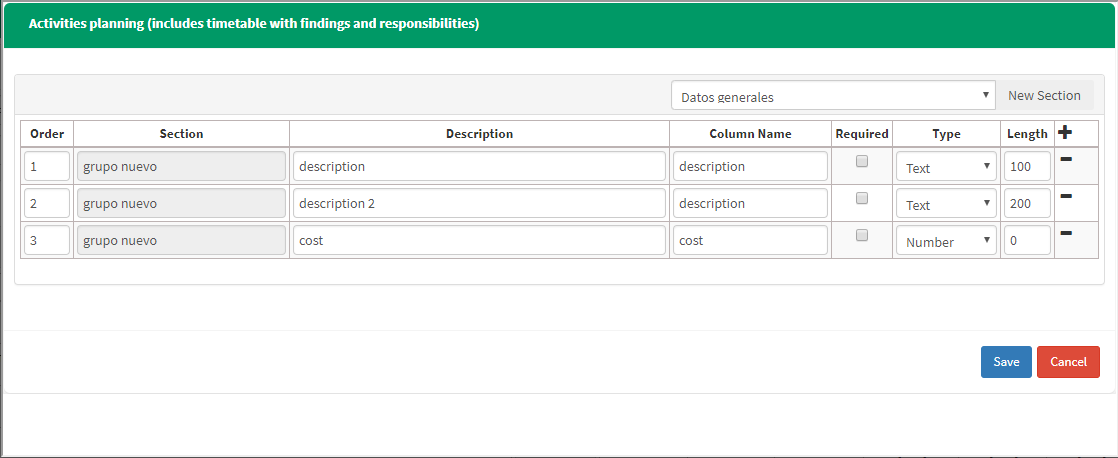 Activities planning (includes timetable with findings and responsibilities)
Datos generales New Section
Order Section Description Column Name Required Type Length
1 grupo nuevo description description Text 100
2 grupo nuevo description 2 description Text 200
3 grupo nuevo cost cost Number 0
Save Cancel